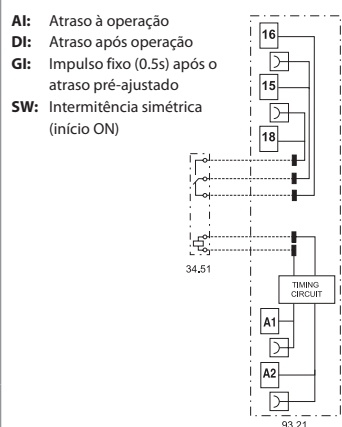 AI: Atraso à operação
DI: Atraso após operação
GI: Impulso fixo (0.5s) após o
atraso pré-ajustado
SW: Intermitência simétrica
(início ON)
16
15
18
34.51
TIMING
CIRCUIT
A1
A2
93.21